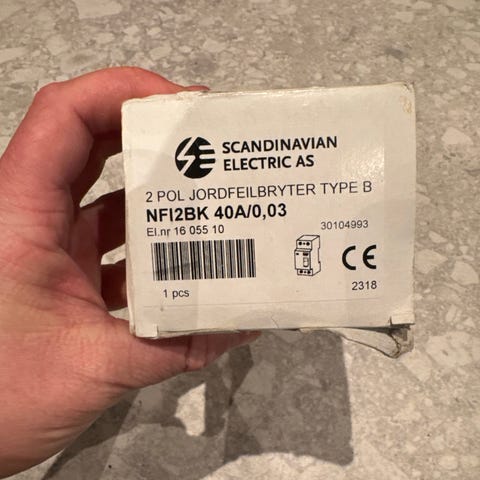 SCANDINAVIAN
ELECTRIC AS
2 POL JORDFEILBRYTER TYPE B
NFI2BK 40A/0,03
El.nr 16 055 10
30104993
CE
1 pcs
2318